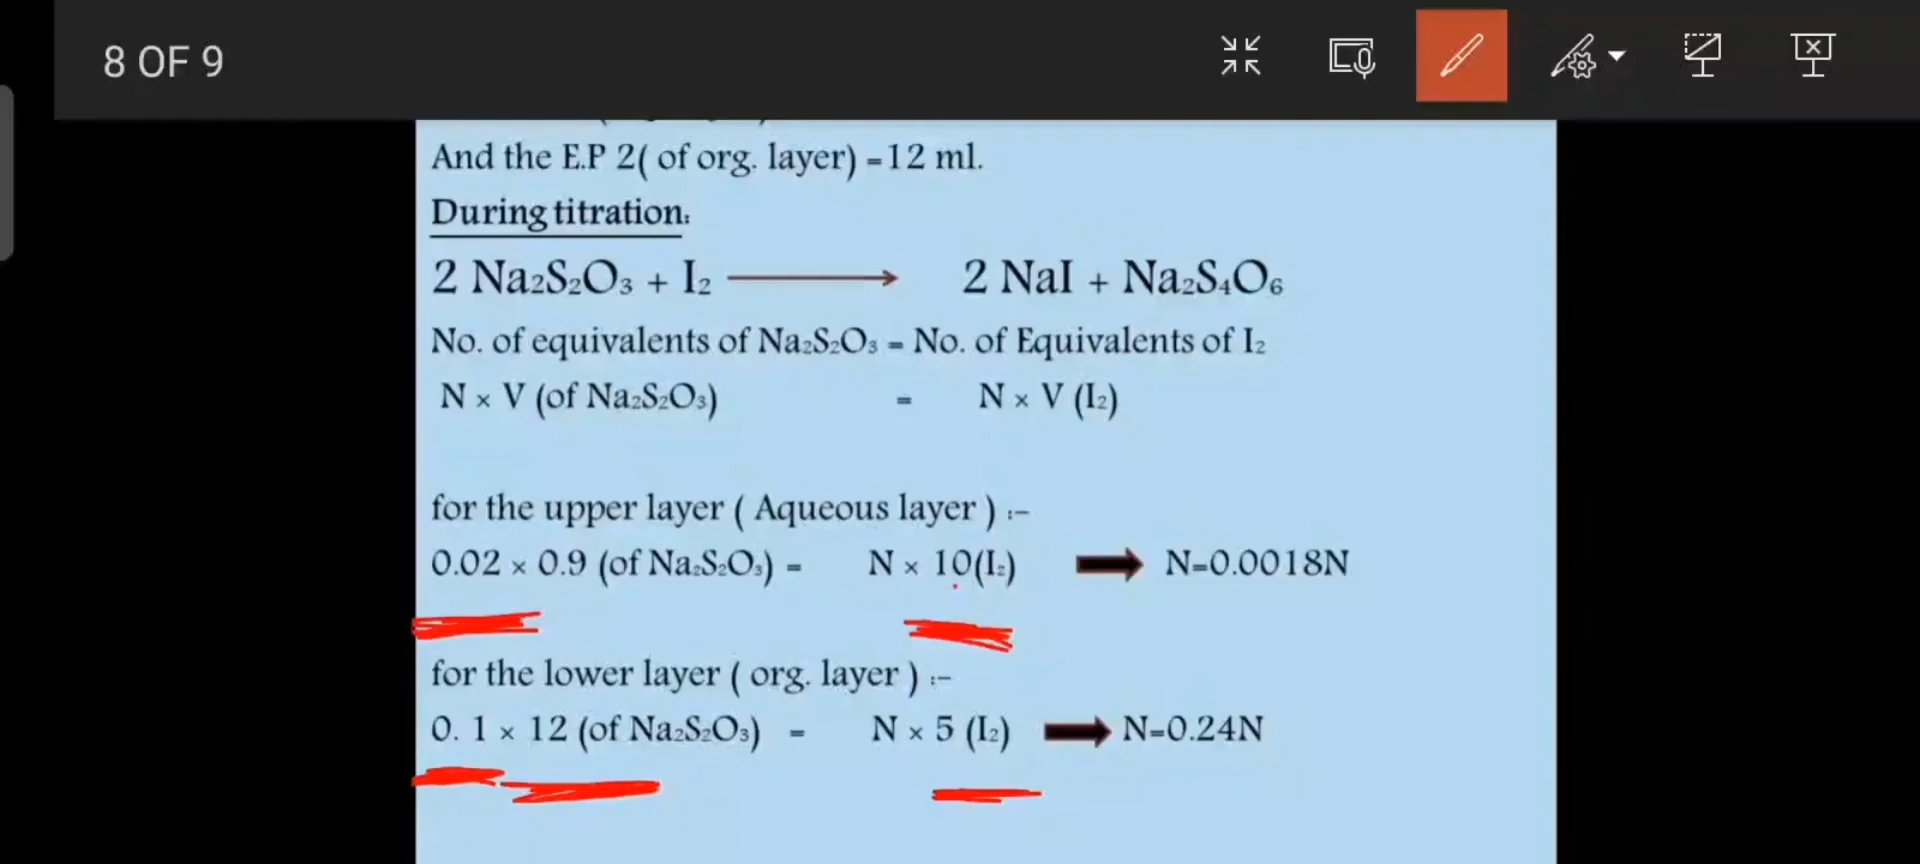 8 OF 9
And the E.P 2( of org. layer) =12 ml.
During titration:
2 Na₂S₂O₃ + I₂ ⟶ 2 NaI + Na₂S₄O₆
No. of equivalents of Na₂S₂O₃ = No. of Equivalents of I₂
N × V (of Na₂S₂O₃) = N × V (I₂)
for the upper layer ( Aqueous layer ) :-
0.02 × 0.9 (of Na₂S₂O₃) = N × 10(I₂) ➡ N=0.0018N
for the lower layer ( org. layer ) :-
0. 1 × 12 (of Na₂S₂O₃) = N × 5 (I₂) ➡ N=0.24N